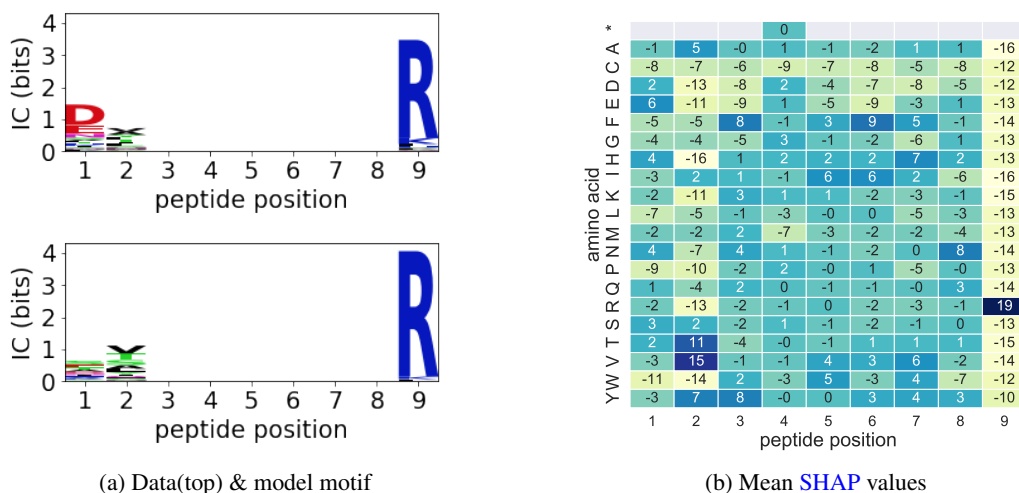 4
3
2
1
0
IC (bits)
D
R
1 2 3 4 5 6 7 8 9
peptide position
4
3
2
1
0
IC (bits)
R
1 2 3 4 5 6 7 8 9
peptide position
(a) Data(top) & model motif
amino acid
* 0
A -1 5 -0 1 -1 -2 1 1 -16
C -8 -7 -6 -9 -7 -8 -5 -8 -12
D 2 -13 -8 2 -4 -7 -8 -5 -12
E 6 -11 -9 1 -5 -9 -3 1 -13
F -5 -5 8 -1 3 9 5 -1 -14
G -4 -4 -5 3 -1 -2 -6 1 -13
H 4 -16 1 2 2 2 7 2 -13
I -3 2 1 -1 6 6 2 -6 -16
K -2 -11 3 1 1 -2 -3 -1 -15
L -7 -5 -1 -3 -0 0 -5 -3 -13
M -2 -2 2 -7 -3 -2 -2 -4 -13
N 4 -7 4 1 -1 -2 0 8 -14
P -9 -10 -2 2 -0 1 -5 -0 -13
Q 1 -4 2 0 -1 -1 0 3 -14
R -2 -13 -2 -1 0 -2 -3 -1 19
S 3 2 -2 1 -1 -2 -1 0 -13
T 2 11 -4 -0 -1 1 1 1 -15
V -3 15 -1 -1 4 3 6 -2 -14
W -11 -14 2 -3 5 -3 4 -7 -12
Y -3 7 8 -0 0 3 4 3 -10
1 2 3 4 5 6 7 8 9
peptide position
(b) Mean SHAP values